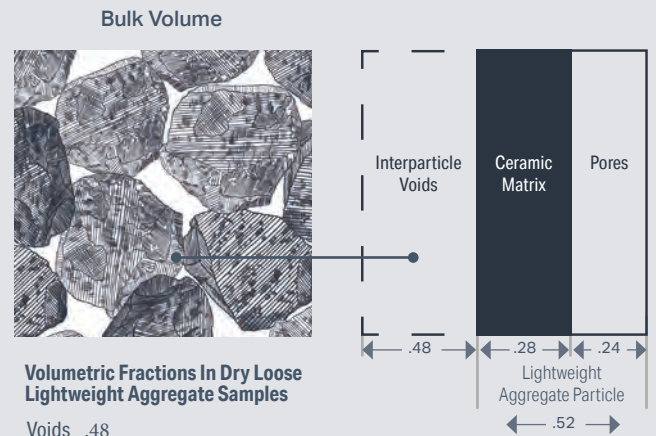 Bulk Volume
Interparticle
Voids
Ceramic
Matrix
Pores
.48
.28
.24
Lightweight
Aggregate Particle
.52
Volumetric Fractions In Dry Loose
Lightweight Aggregate Samples
Voids .48